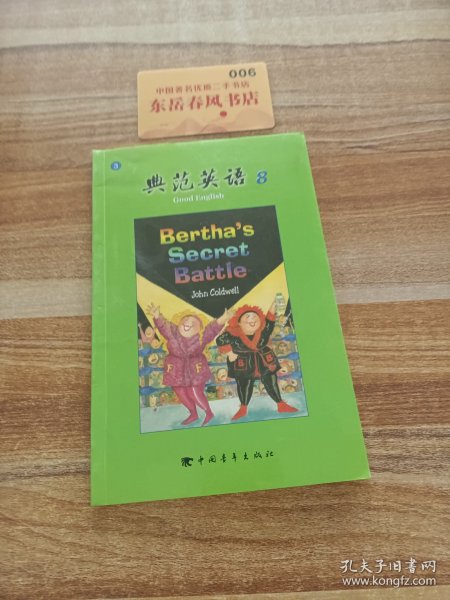 006
中国著名优秀二手书店
东岳春风书店
3
典范英语 8
Good English
Bertha's
Secret
Battle
John Coldwell
F F
中国青年出版社
孔夫子旧书网
www.kongfz.com